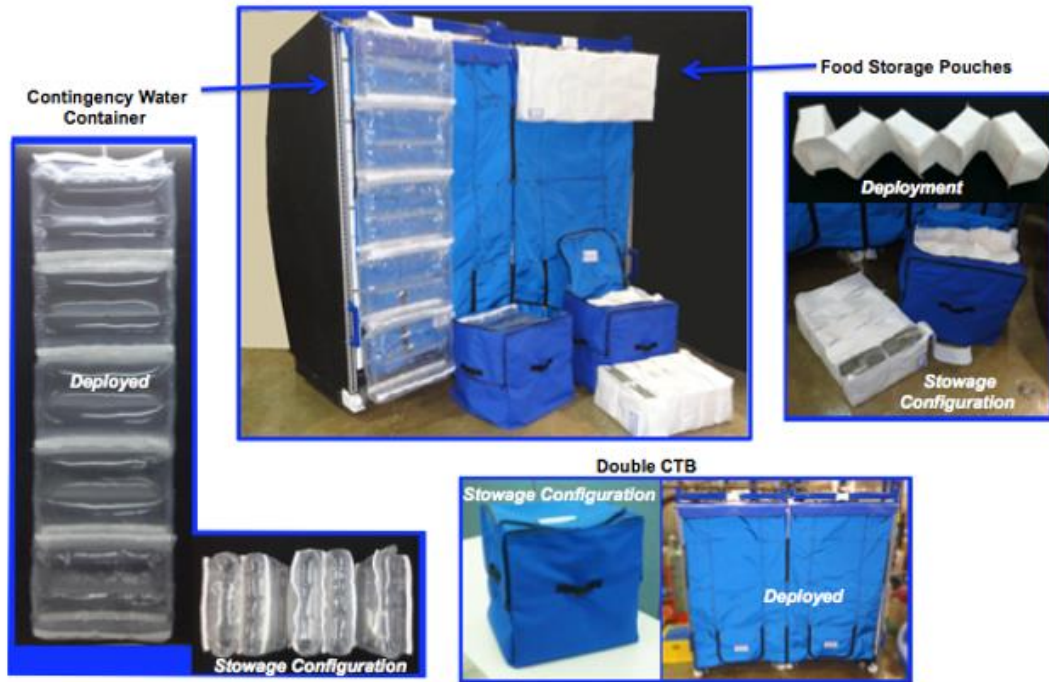 Contingency Water
Container
Food Storage Pouches
Deployment
Deployed
Stowage
Configuration
Double CTB
Stowage Configuration
Deployed
Stowage Configuration